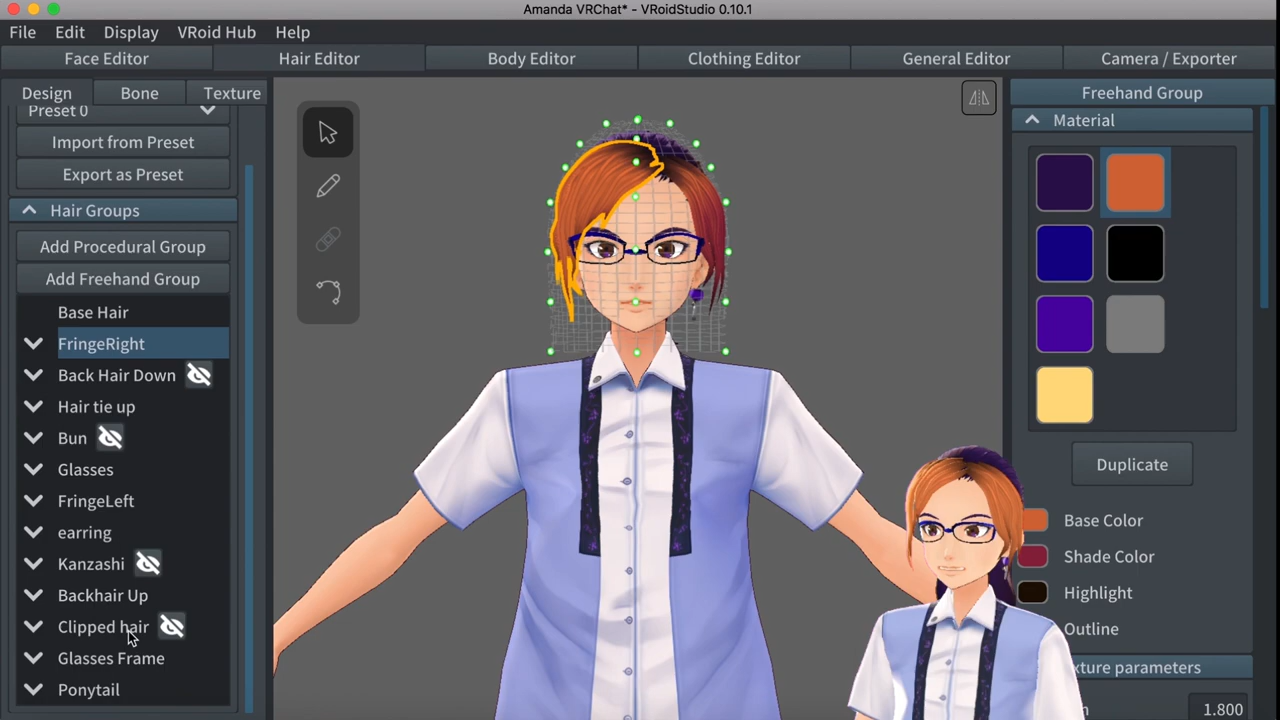 Amanda VRChat* - VRoidStudio 0.10.1
File Edit Display VRoid Hub Help
Face Editor Hair Editor Body Editor Clothing Editor General Editor Camera / Exporter
Design Bone Texture
Preset 0
Import from Preset
Export as Preset
Hair Groups
Add Procedural Group
Add Freehand Group
Base Hair
FringeRight
Back Hair Down
Hair tie up
Bun
Glasses
FringeLeft
earring
Kanzashi
Backhair Up
Clipped hair
Glasses Frame
Ponytail
Freehand Group
Material
Duplicate
Base Color
Shade Color
Highlight
Outline
xture parameters
1.800